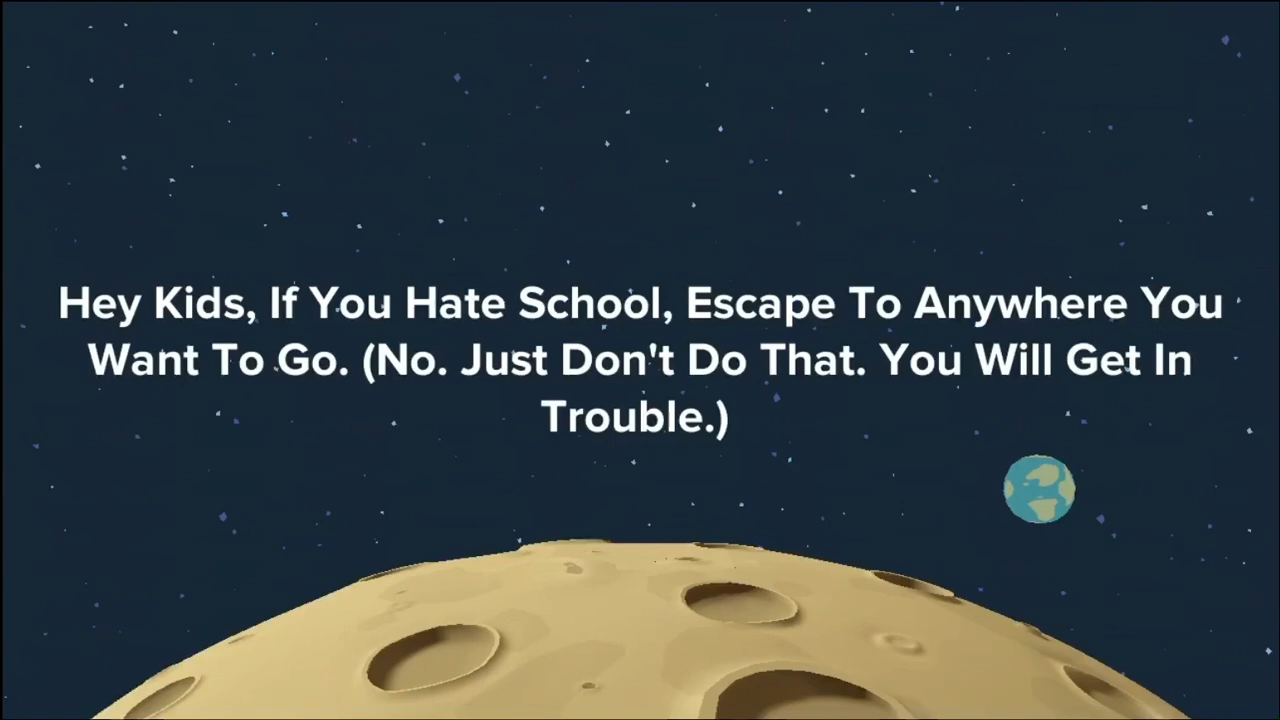 Hey Kids, If You Hate School, Escape To Anywhere You
Want To Go. (No. Just Don't Do That. You Will Get In
Trouble.)